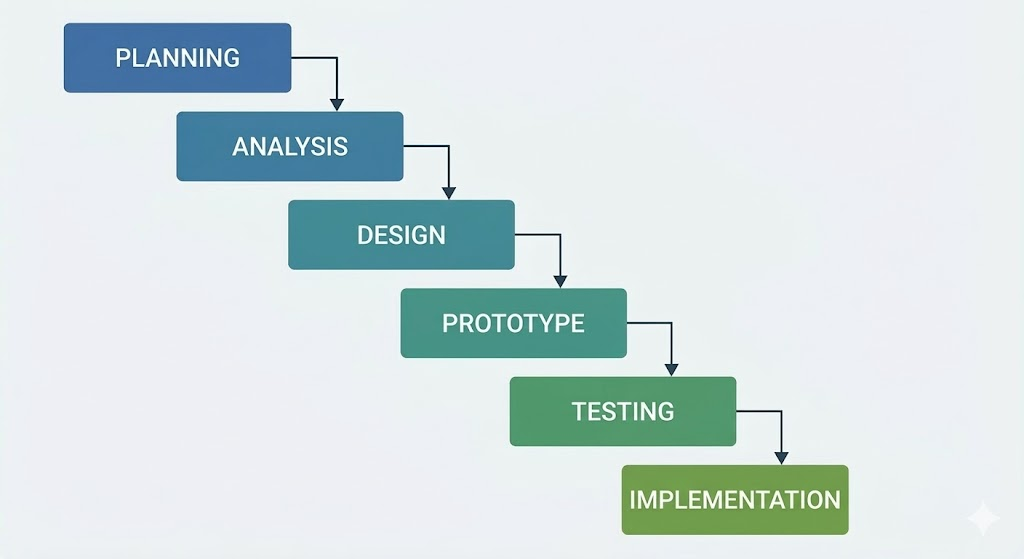 PLANNING
ANALYSIS
DESIGN
PROTOTYPE
TESTING
IMPLEMENTATION